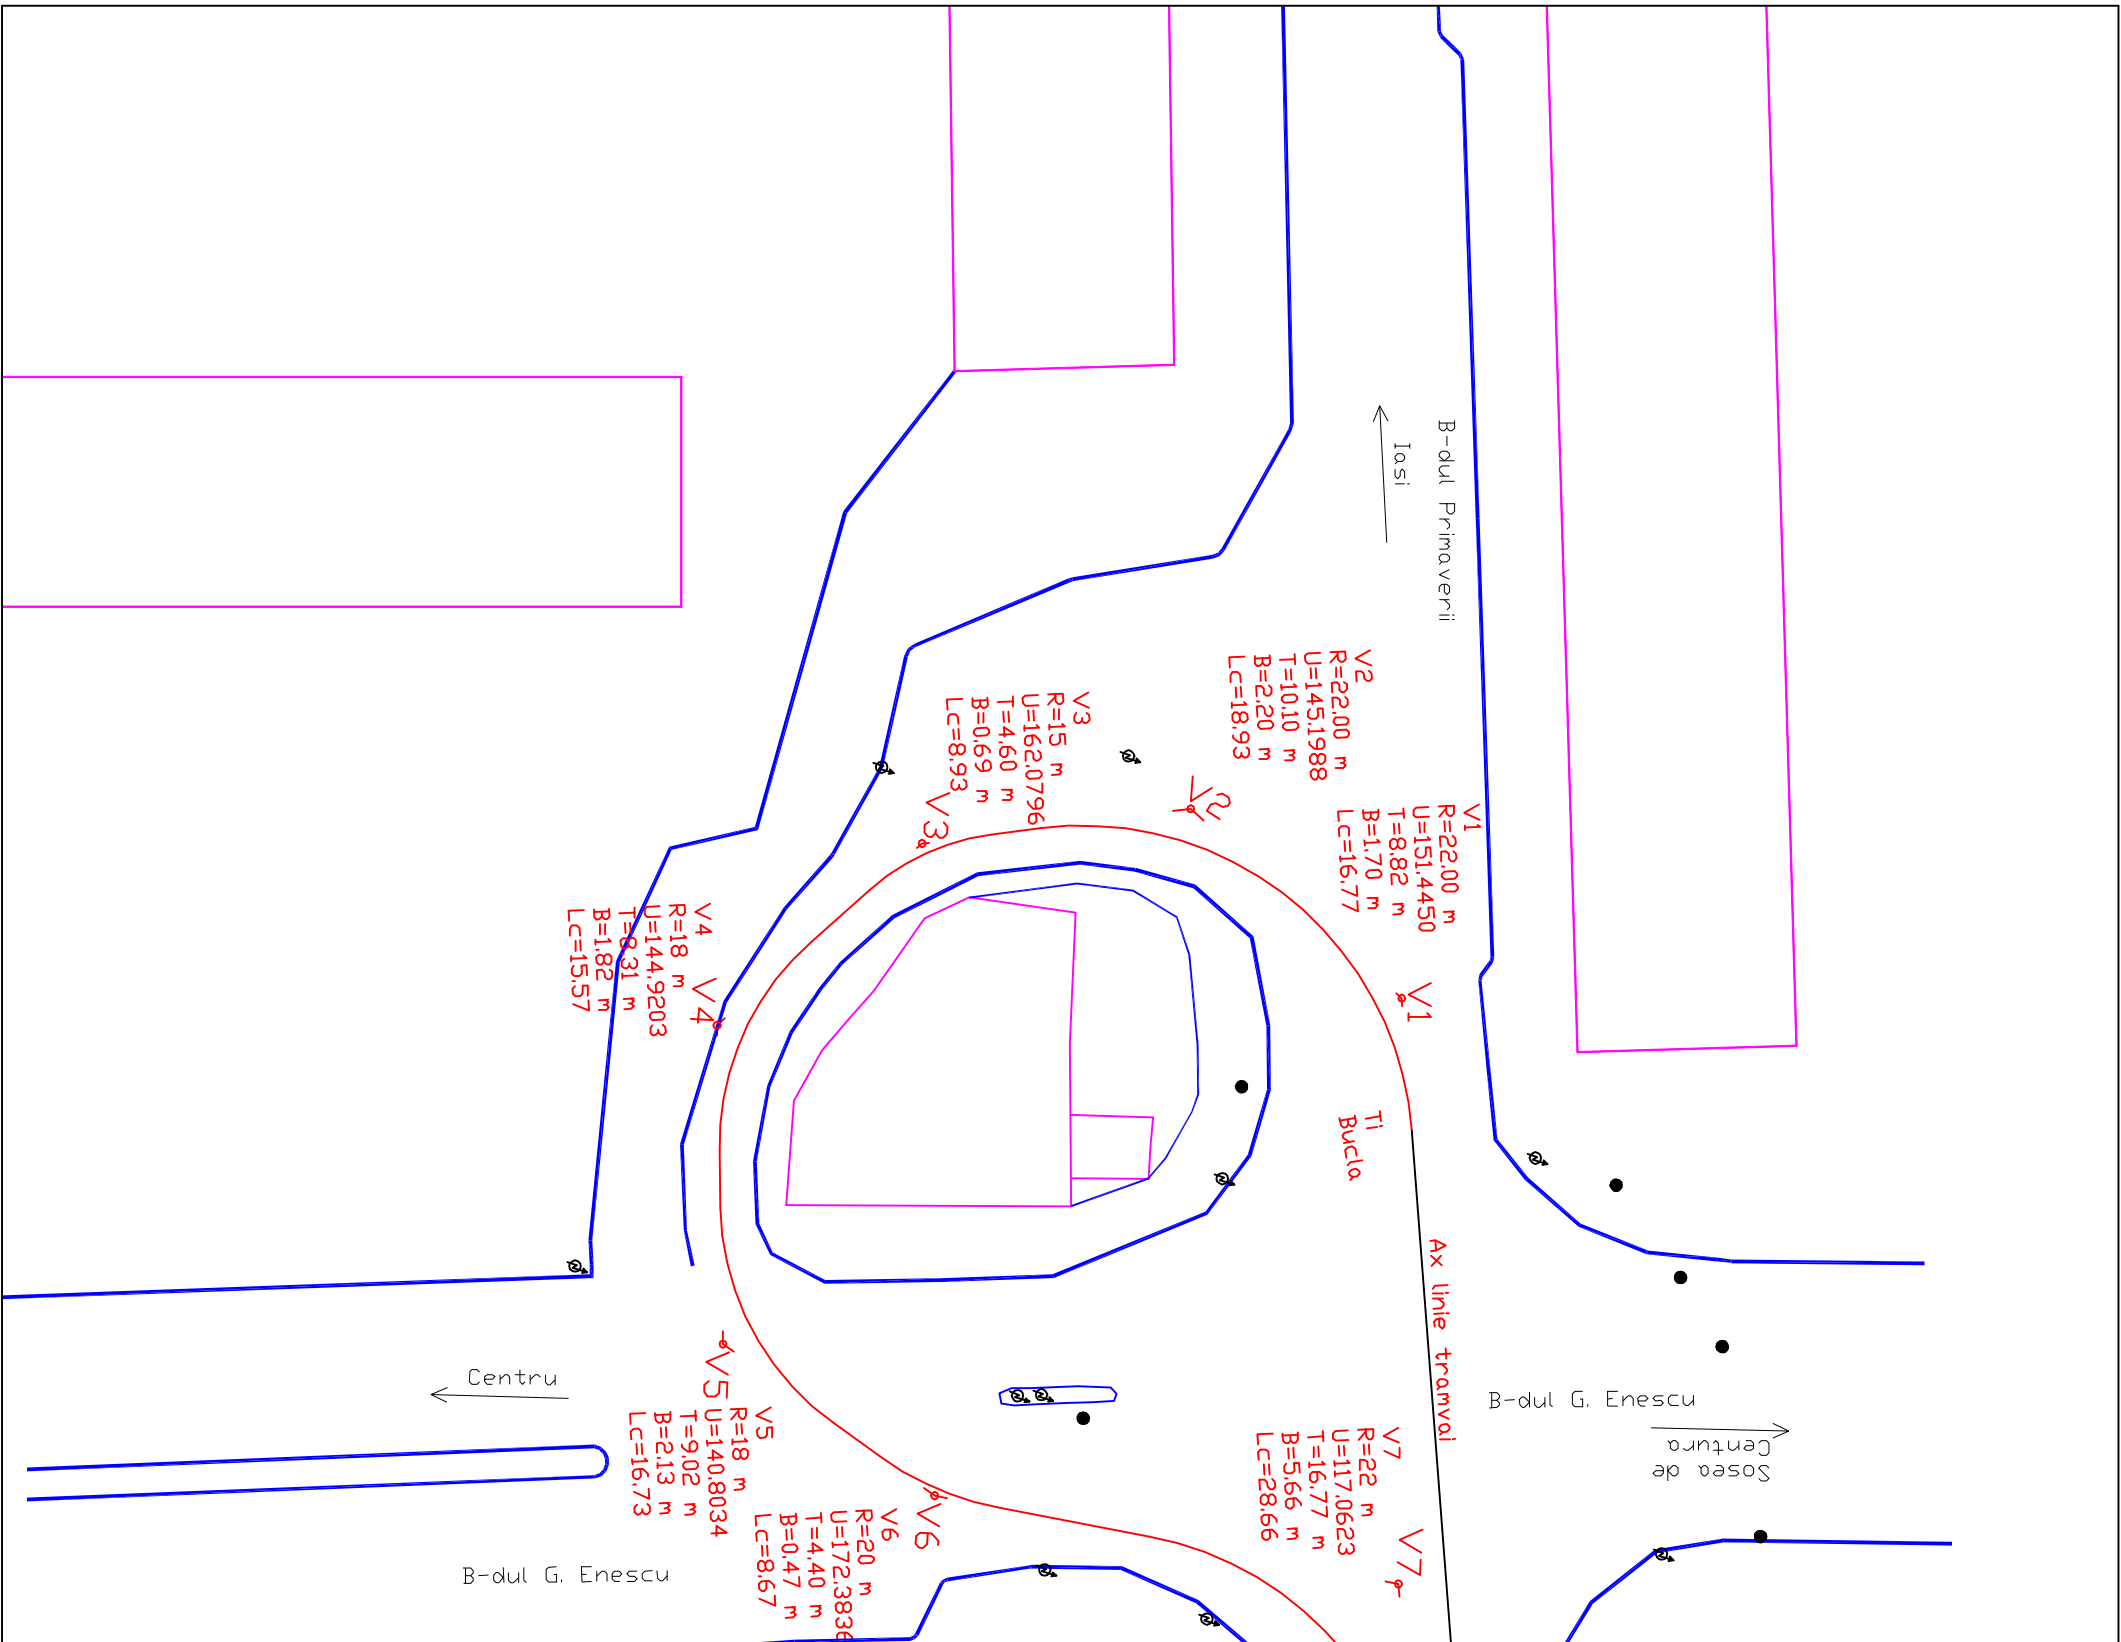 B-dul Primaverii
Iasi
V2
R=22,00 m
U=145,1988
T=10,10 m
B=2,20 m
Lc=18,93
V3
R=15 m
U=162,0796
T=4,60 m
B=0,69 m
Lc=8,93
V2
V3
V1
R=22,00 m
U=151,4450
T=8,82 m
B=1,70 m
Lc=16,77
V4
R=18 m
U=144,9203
T=8,31 m
B=1,82 m
Lc=15,57
V4
V1
Ti
Bucla
Ax linie tramvai
Centru
V5
V5
R=18 m
U=140,8034
T=9,02 m
B=2,13 m
Lc=16,73
B-dul G. Enescu
Sosea de
Centura
V7
R=22 m
U=117,0623
T=16,77 m
B=5,66 m
Lc=28,66
V7
V6
V6
R=20 m
U=172,3836
T=4,40 m
B=0,47 m
Lc=8,67
B-dul G. Enescu